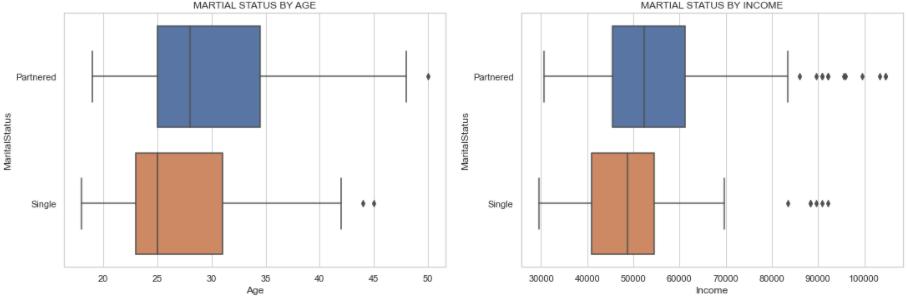 MARTIAL STATUS BY AGE
MaritalStatus
Partnered
Single
20 25 30 35 40 45 50
Age
MARTIAL STATUS BY INCOME
MaritalStatus
Partnered
Single
30000 40000 50000 60000 70000 80000 90000 100000
Income